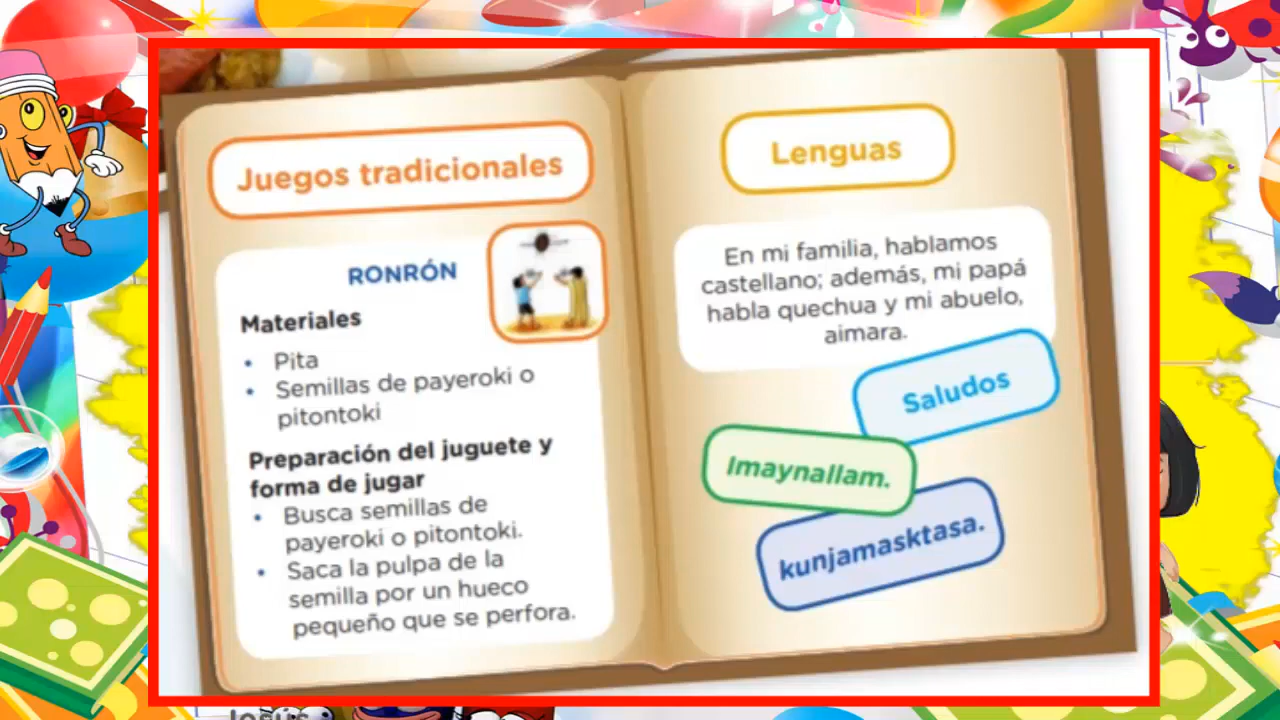 Juegos tradicionales
RONRÓN
Materiales
• Pita
• Semillas de payeroki o
pitontoki
Preparación del juguete y
forma de jugar
• Busca semillas de
payeroki o pitontoki.
• Saca la pulpa de la
semilla por un hueco
pequeño que se perfora.
Lenguas
En mi familia, hablamos
castellano; además, mi papá
habla quechua y mi abuelo,
aimara.
Saludos
Imaynallam.
kunjamasktasa.
Jesús